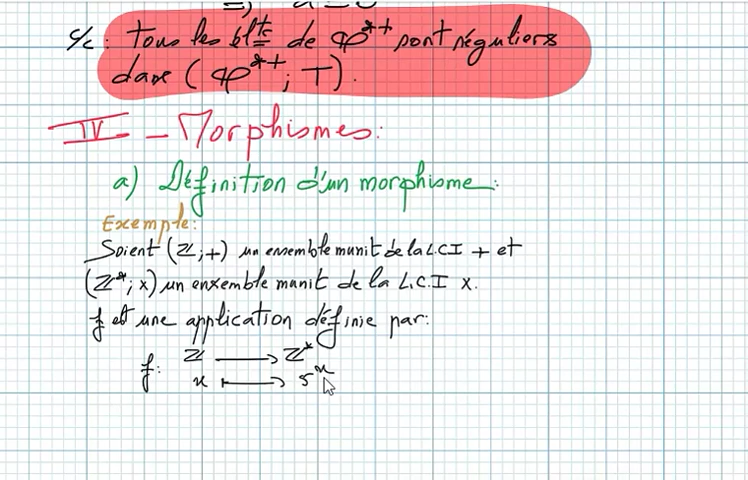 c/c: tous les élts de ℚ*+ sont réguliers
dans (ℚ*+; T).
IV - Morphismes:
a) Définition d'un morphisme:
Exemple:
Soient (ℤ;+) un ensemble munit de la L.C.I + et
(ℤ*; x) un ensemble munit de la L.C.I x.
f est une application définie par:
f: ℤ ⟶ ℤ*
x ⟼ 5ˣ